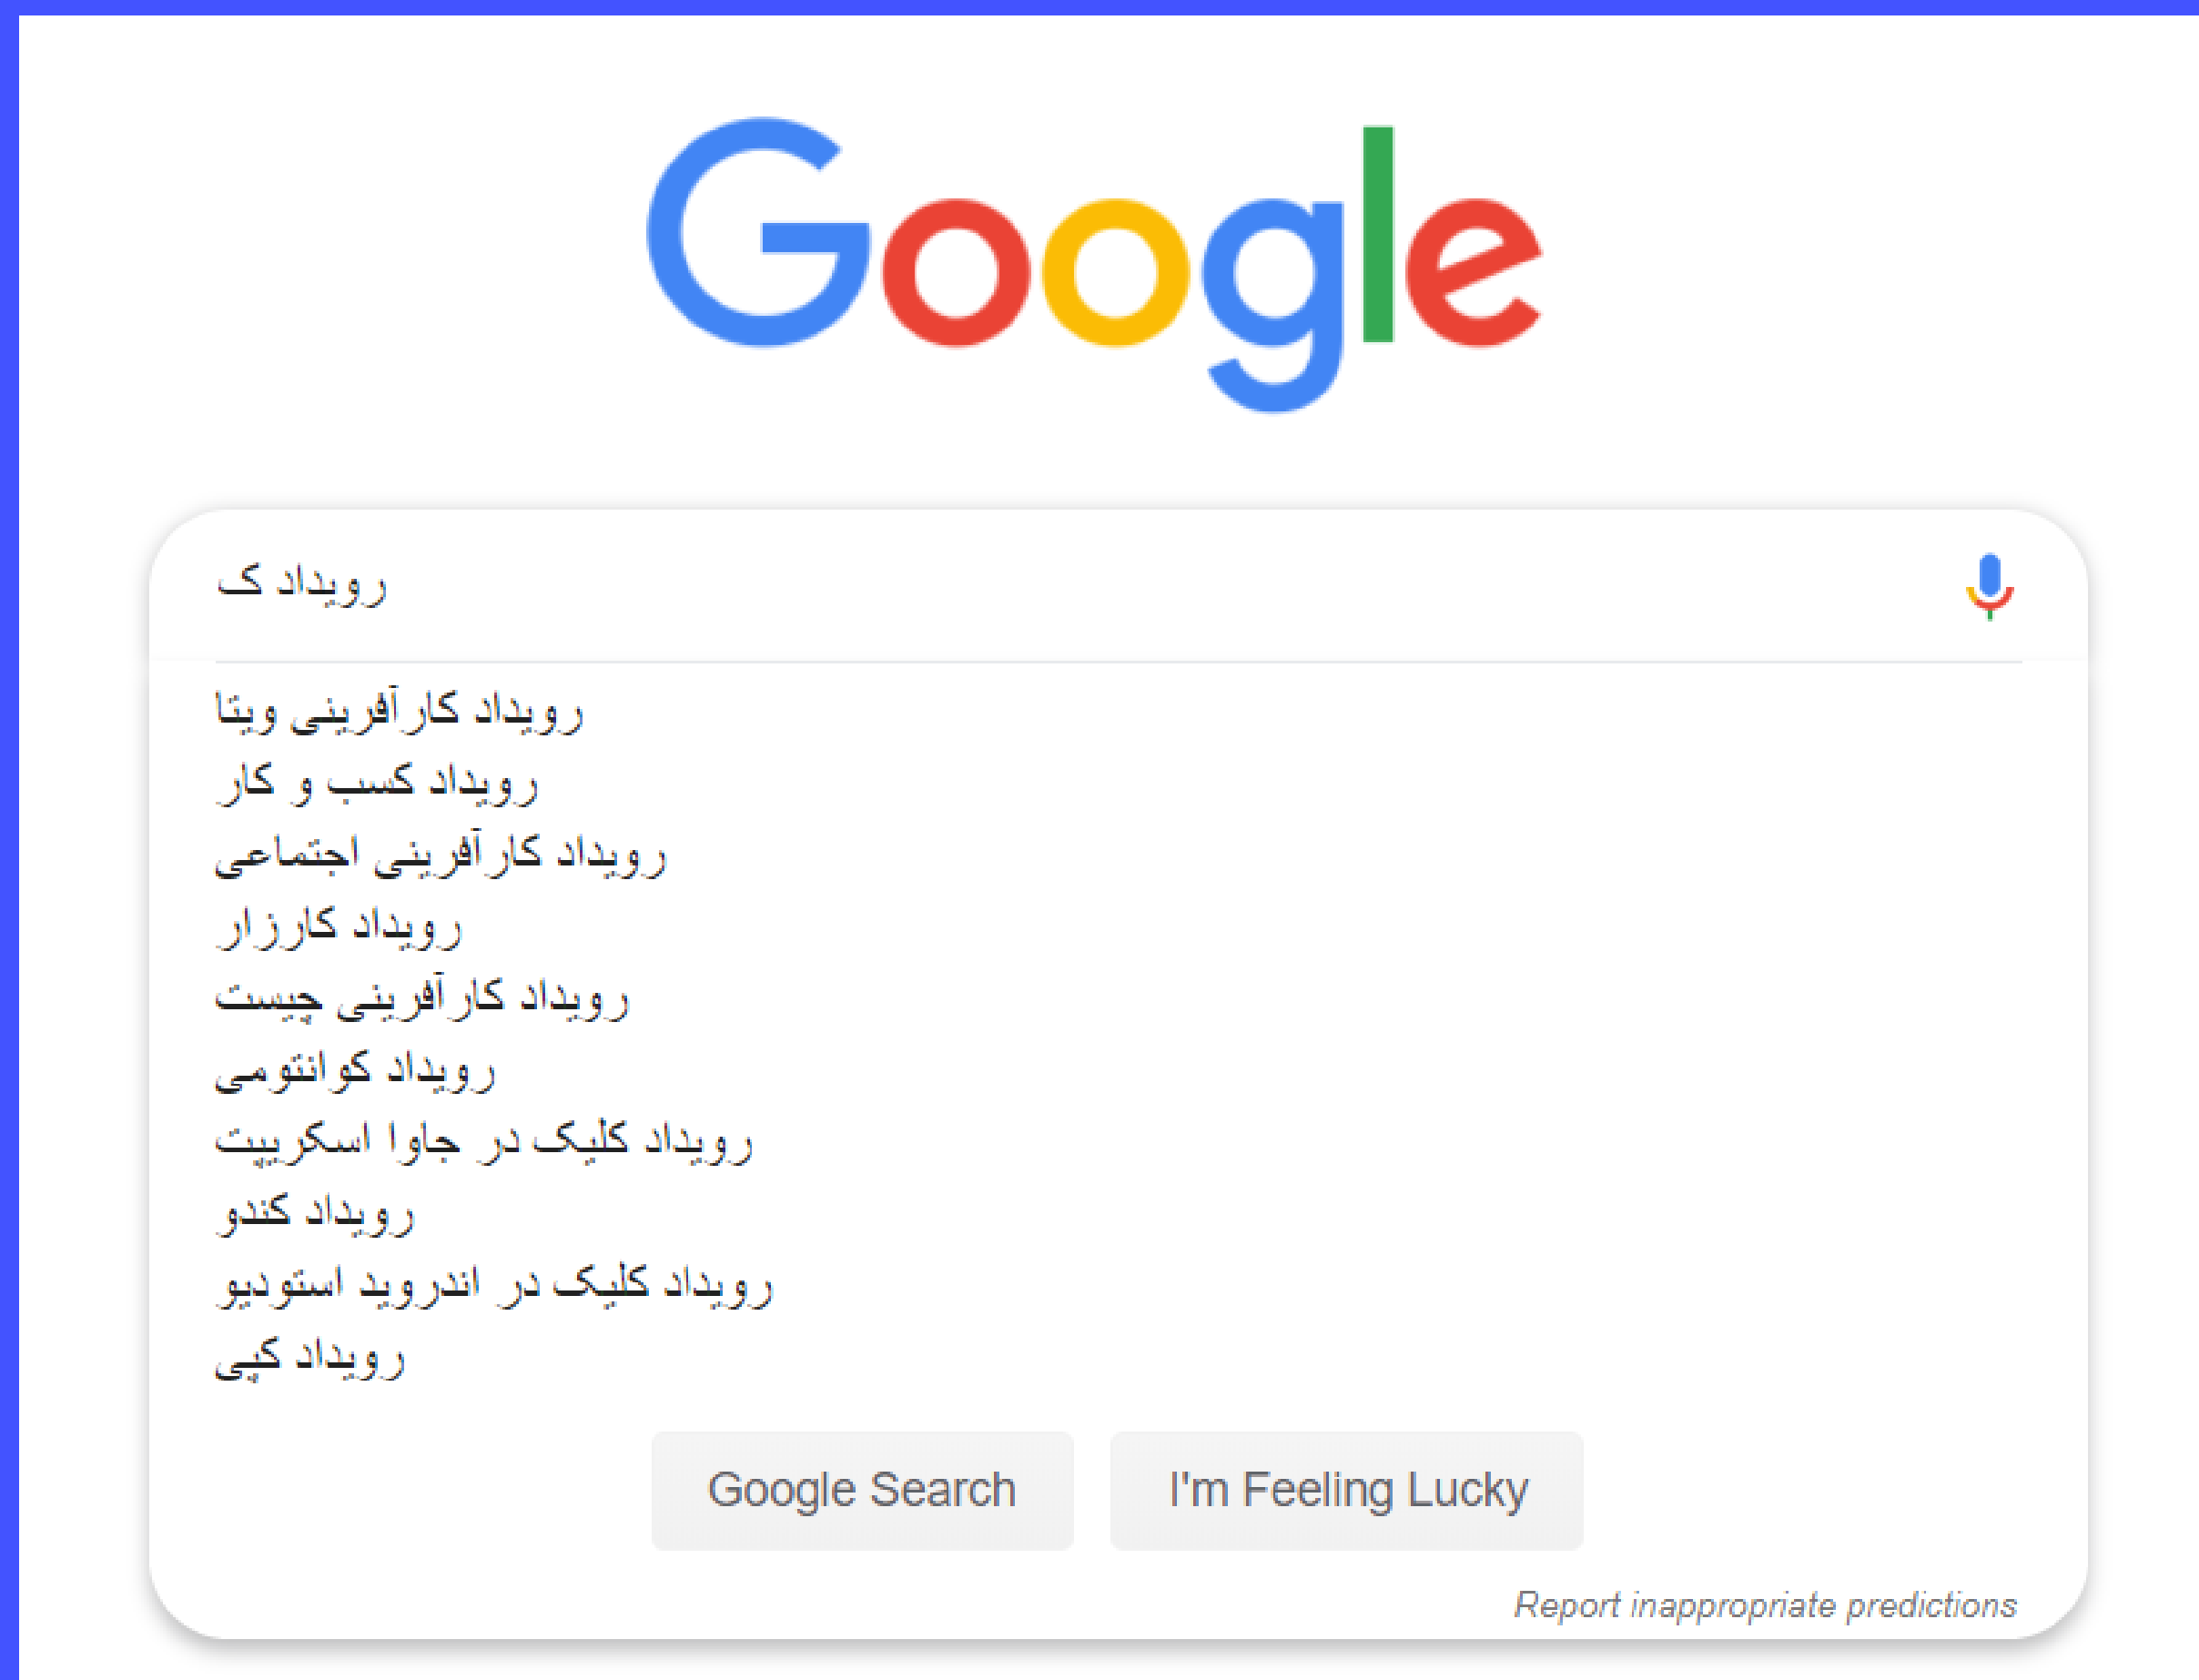 Google
رویداد ک
رویداد کارآفرینی ویتا
رویداد کسب و کار
رویداد کارآفرینی اجتماعی
رویداد کارزار
رویداد کارآفرینی چیست
رویداد کوانتومی
رویداد کلیک در جاوا اسکریپت
رویداد کندو
رویداد کلیک در اندروید استودیو
رویداد کپی
Google Search
I'm Feeling Lucky
Report inappropriate predictions